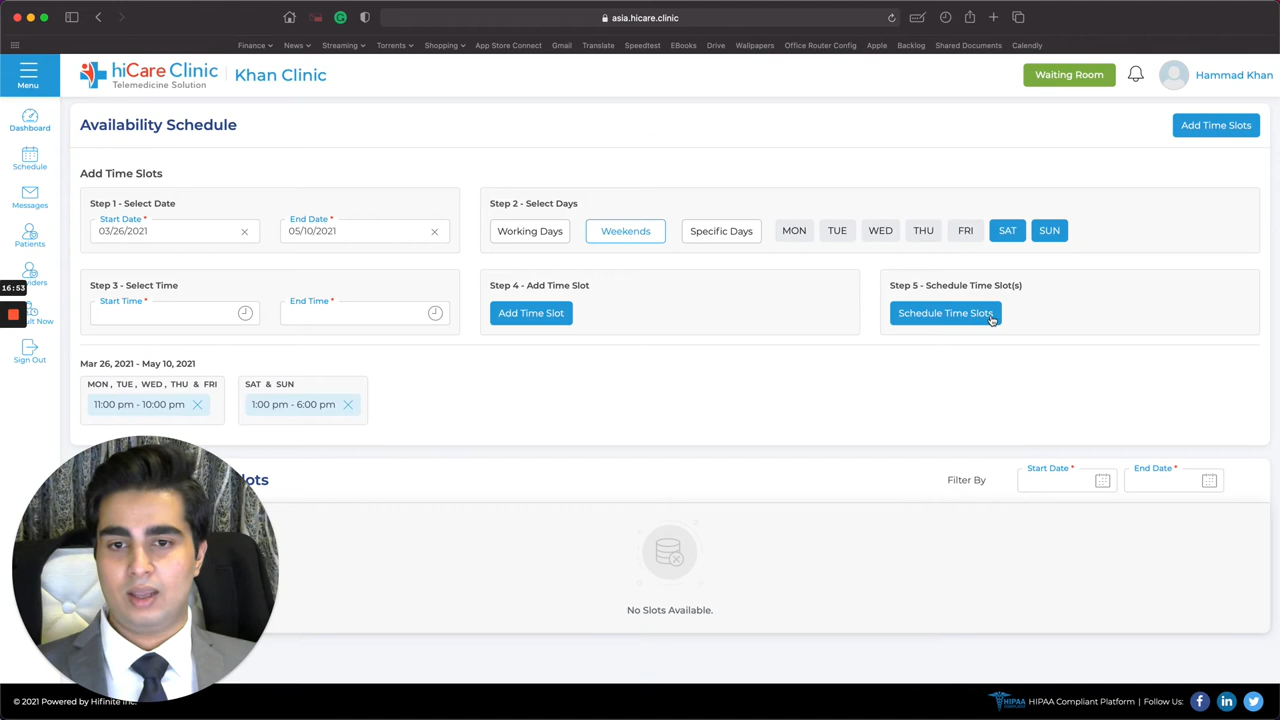 asia.hicare.clinic
Finance News Streaming Torrents Shopping App Store Connect Gmail Translate Speedtest EBooks Drive Wallpapers Office Router Config Apple Backlog Shared Documents Calendly
Menu
hiCare Clinic
Telemedicine Solution
Khan Clinic
Waiting Room
Hammad Khan
Dashboard
Schedule
Messages
Patients
16:53
Sign Out
Availability Schedule
Add Time Slots
Add Time Slots
Step 1 - Select Date
Start Date *
03/26/2021
End Date *
05/10/2021
Step 2 - Select Days
Working Days Weekends Specific Days MON TUE WED THU FRI SAT SUN
Step 3 - Select Time
Start Time *
End Time *
Step 4 - Add Time Slot
Add Time Slot
Step 5 - Schedule Time Slot(s)
Schedule Time Slots
Mar 26, 2021 - May 10, 2021
MON , TUE , WED , THU & FRI
11:00 pm - 10:00 pm
SAT & SUN
1:00 pm - 6:00 pm
Filter By
Start Date *
End Date *
No Slots Available.
© 2021 Powered by Hifinite Inc.
HIPAA
HIPAA Compliant Platform
Follow Us: